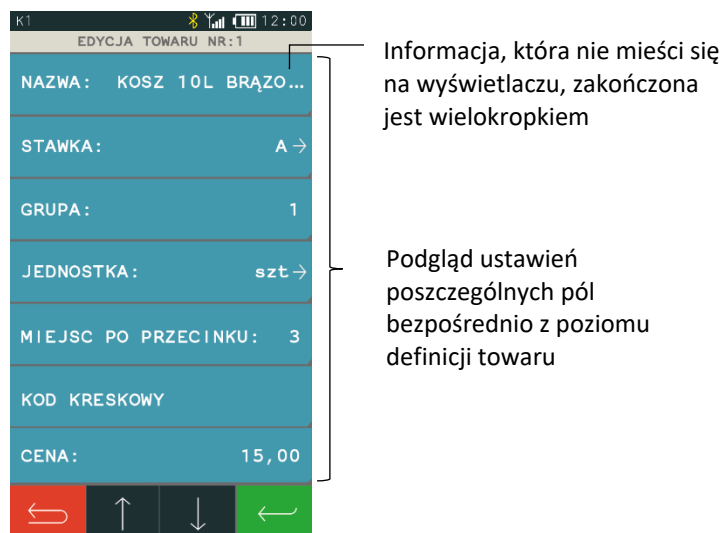 K1 12:00
EDYCJA TOWARU NR:1
NAZWA: KOSZ 10L BRĄZO...
STAWKA: A
GRUPA: 1
JEDNOSTKA: szt
MIEJSC PO PRZECINKU: 3
KOD KRESKOWY
CENA: 15,00
Informacja, która nie mieści się
na wyświetlaczu, zakończona
jest wielokropkiem
Podgląd ustawień
poszczególnych pól
bezpośrednio z poziomu
definicji towaru